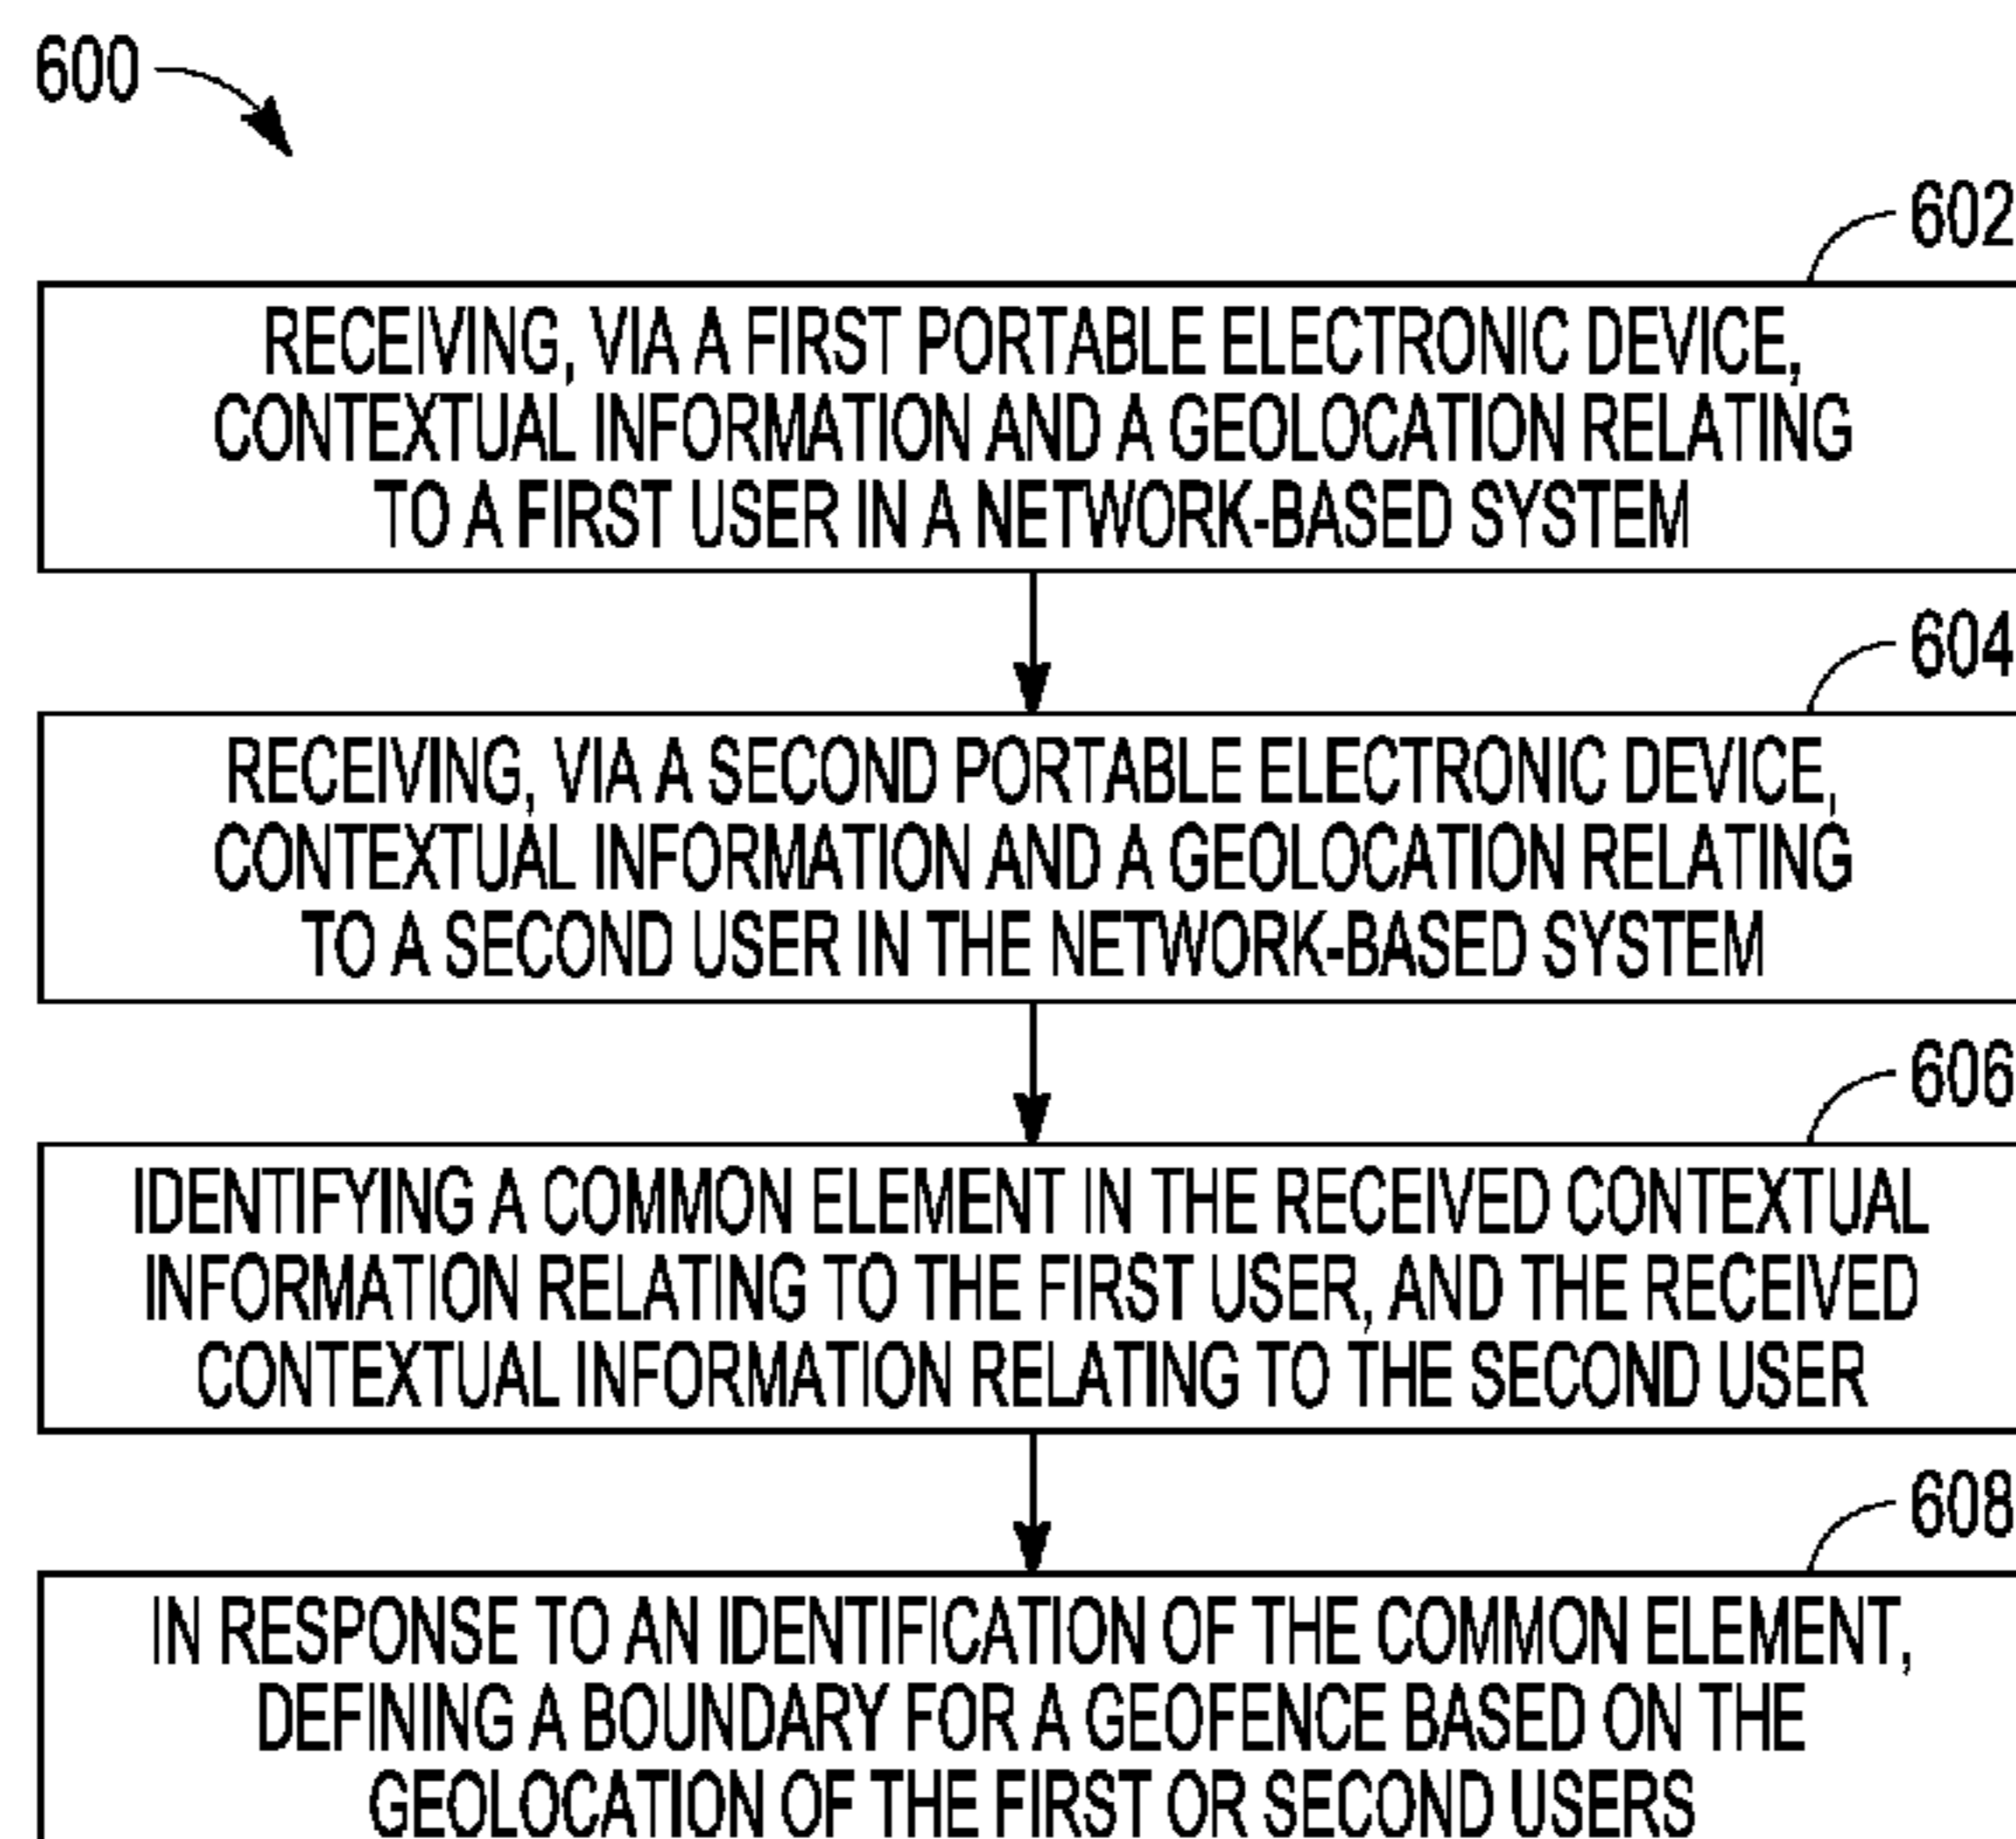 600
602
RECEIVING, VIA A FIRST PORTABLE ELECTRONIC DEVICE,
CONTEXTUAL INFORMATION AND A GEOLOCATION RELATING
TO A FIRST USER IN A NETWORK-BASED SYSTEM
604
RECEIVING, VIA A SECOND PORTABLE ELECTRONIC DEVICE,
CONTEXTUAL INFORMATION AND A GEOLOCATION RELATING
TO A SECOND USER IN THE NETWORK-BASED SYSTEM
606
IDENTIFYING A COMMON ELEMENT IN THE RECEIVED CONTEXTUAL
INFORMATION RELATING TO THE FIRST USER, AND THE RECEIVED
CONTEXTUAL INFORMATION RELATING TO THE SECOND USER
608
IN RESPONSE TO AN IDENTIFICATION OF THE COMMON ELEMENT,
DEFINING A BOUNDARY FOR A GEOFENCE BASED ON THE
GEOLOCATION OF THE FIRST OR SECOND USERS